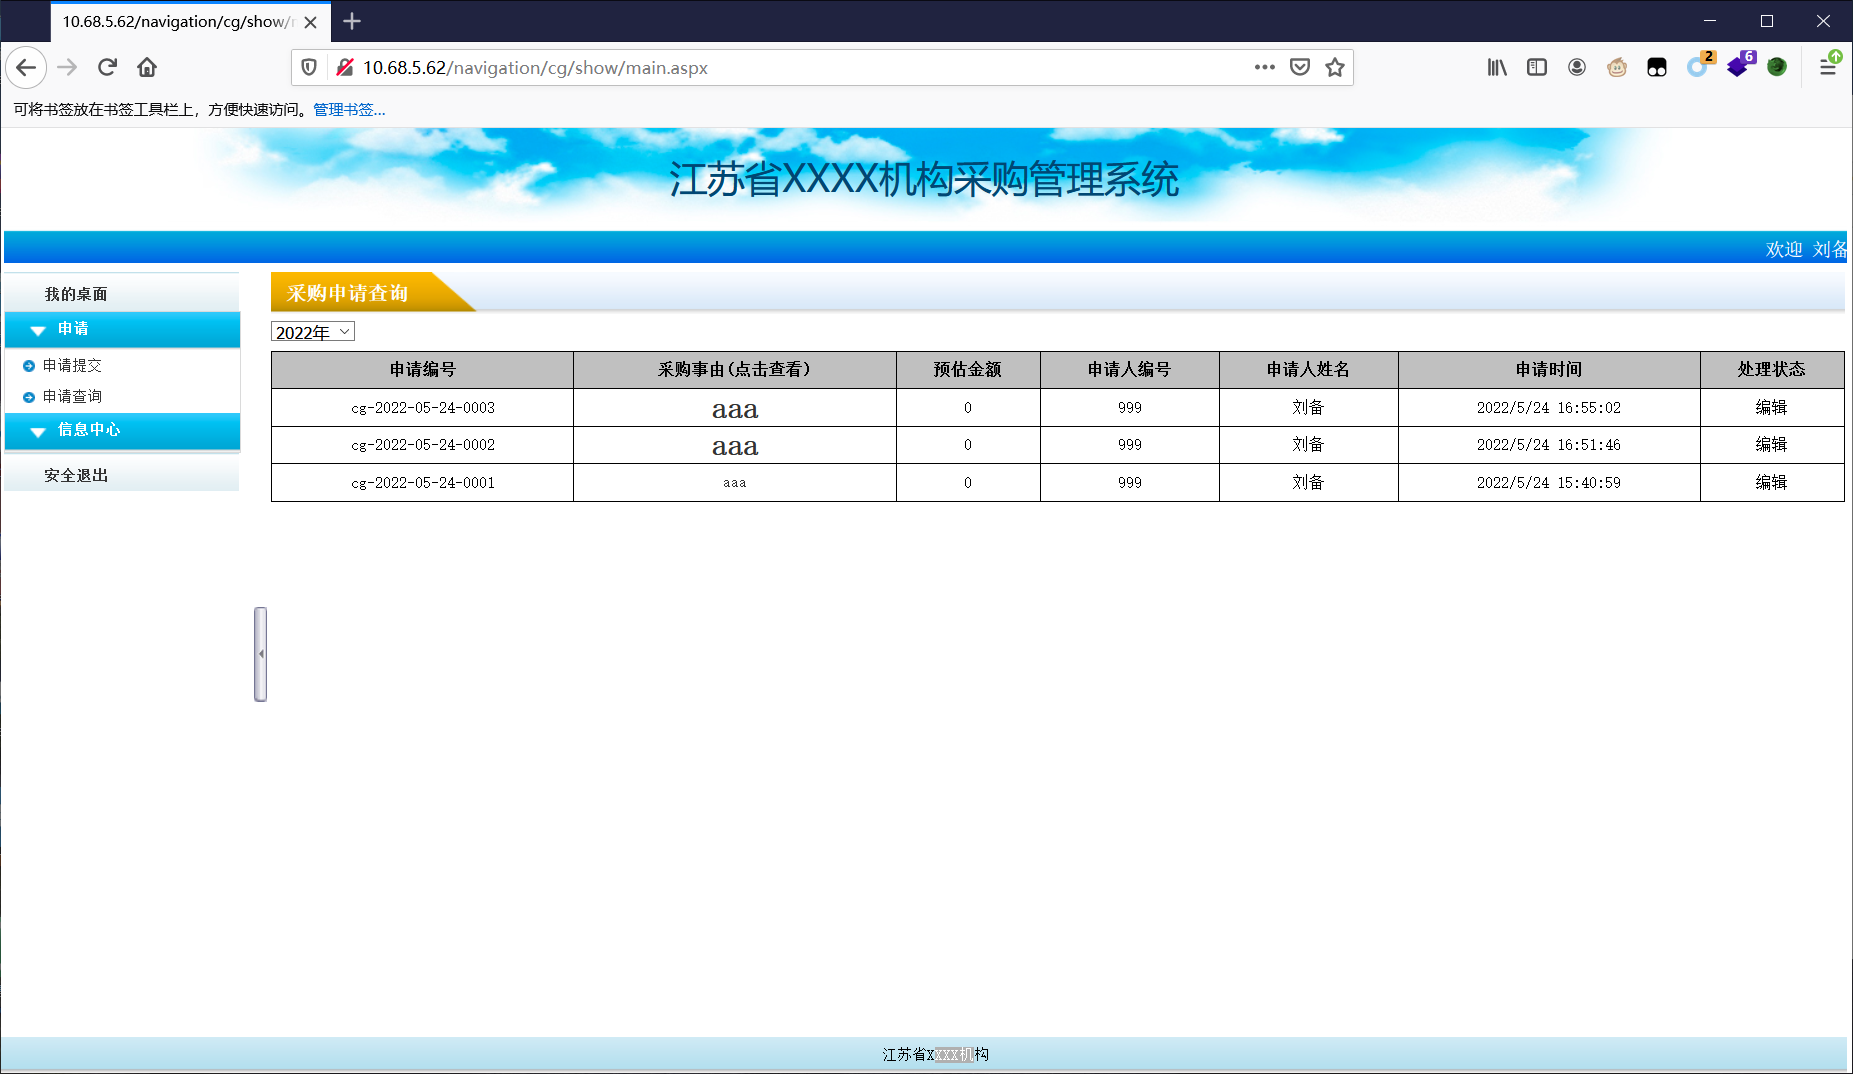 10.68.5.62/navigation/cg/show/
10.68.5.62/navigation/cg/show/main.aspx
2
6
可将书签放在书签工具栏上，方便快速访问。管理书签...
江苏省XXXX机构采购管理系统
欢迎 刘备
我的桌面
申请
申请提交
申请查询
信息中心
安全退出
采购申请查询
2022年
申请编号 采购事由(点击查看) 预估金额 申请人编号 申请人姓名 申请时间 处理状态
cg-2022-05-24-0003 aaa 0 999 刘备 2022/5/24 16:55:02 编辑
cg-2022-05-24-0002 aaa 0 999 刘备 2022/5/24 16:51:46 编辑
cg-2022-05-24-0001 aaa 0 999 刘备 2022/5/24 15:40:59 编辑
江苏省XXXX机构